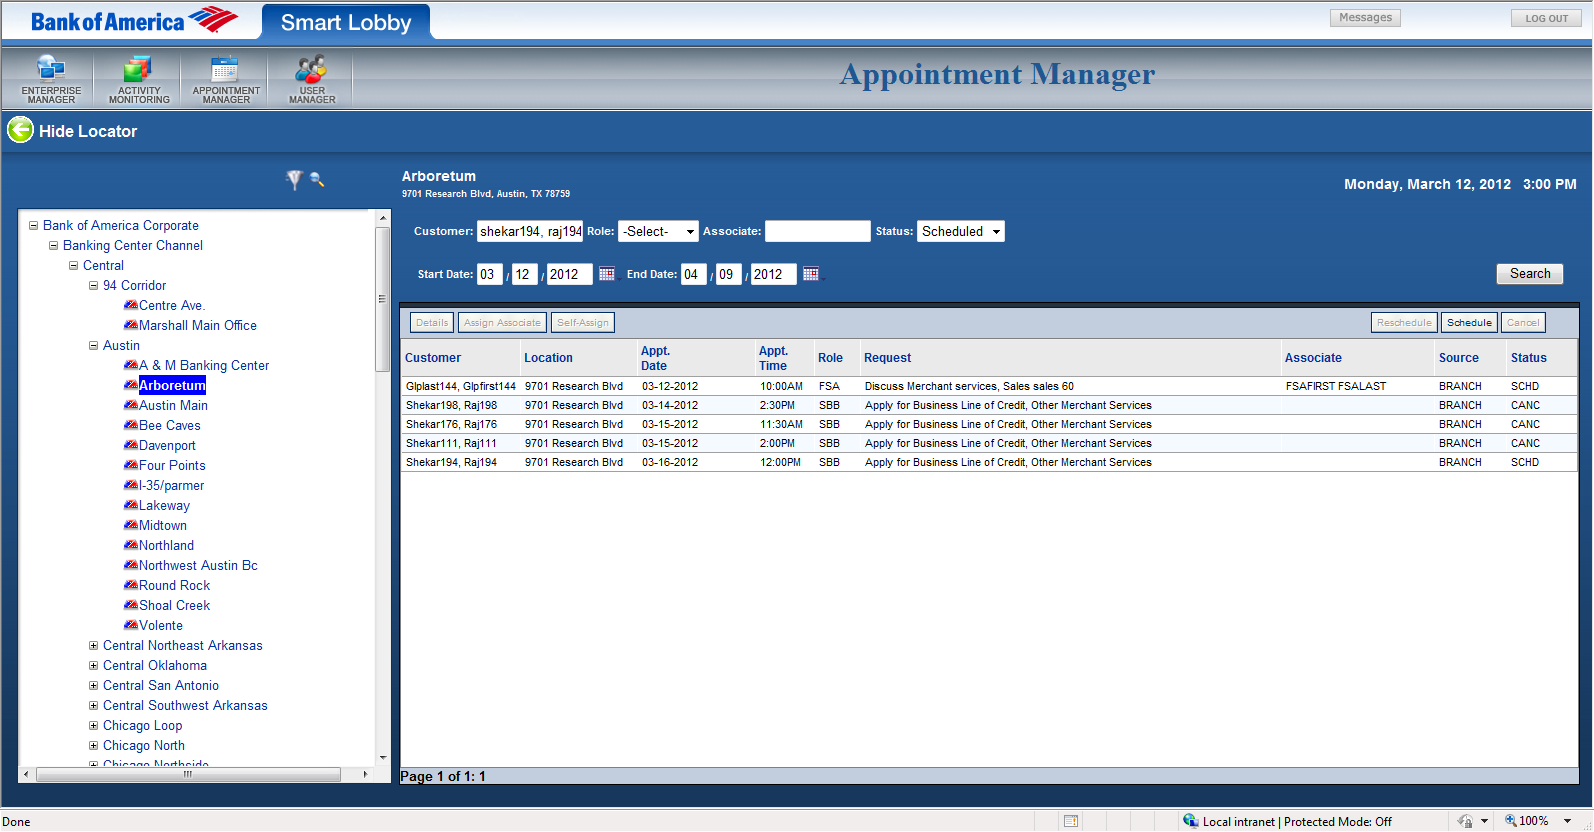 Bank of America Smart Lobby Messages LOG OUT
ENTERPRISE MANAGER ACTIVITY MONITORING APPOINTMENT MANAGER USER MANAGER
Appointment Manager
Hide Locator
Arboretum
9701 Research Blvd, Austin, TX 78759
Monday, March 12, 2012 3:00 PM
Bank of America Corporate
Banking Center Channel
Central
94 Corridor
Centre Ave.
Marshall Main Office
Austin
A & M Banking Center
Arboretum
Austin Main
Bee Caves
Davenport
Four Points
I-35/parmer
Lakeway
Midtown
Northland
Northwest Austin Bc
Round Rock
Shoal Creek
Volente
Central Northeast Arkansas
Central Oklahoma
Central San Antonio
Central Southwest Arkansas
Chicago Loop
Chicago North
Chicago Northside
Customer: shekar194, raj194 Role: -Select- Associate: Status: Scheduled
Start Date: 03 / 12 / 2012 End Date: 04 / 09 / 2012 Search
Details Assign Associate Self-Assign Reschedule Schedule Cancel
Customer Location Appt. Date Appt. Time Role Request Associate Source Status
Glplast144, Glpfirst144 9701 Research Blvd 03-12-2012 10:00AM FSA Discuss Merchant services, Sales sales 60 FSAFIRST FSALAST BRANCH SCHD
Shekar198, Raj198 9701 Research Blvd 03-14-2012 2:30PM SBB Apply for Business Line of Credit, Other Merchant Services BRANCH CANC
Shekar176, Raj176 9701 Research Blvd 03-15-2012 11:30AM SBB Apply for Business Line of Credit, Other Merchant Services BRANCH CANC
Shekar111, Raj111 9701 Research Blvd 03-15-2012 2:00PM SBB Apply for Business Line of Credit, Other Merchant Services BRANCH CANC
Shekar194, Raj194 9701 Research Blvd 03-16-2012 12:00PM SBB Apply for Business Line of Credit, Other Merchant Services BRANCH SCHD
Page 1 of 1: 1
Done Local intranet | Protected Mode: Off 100%